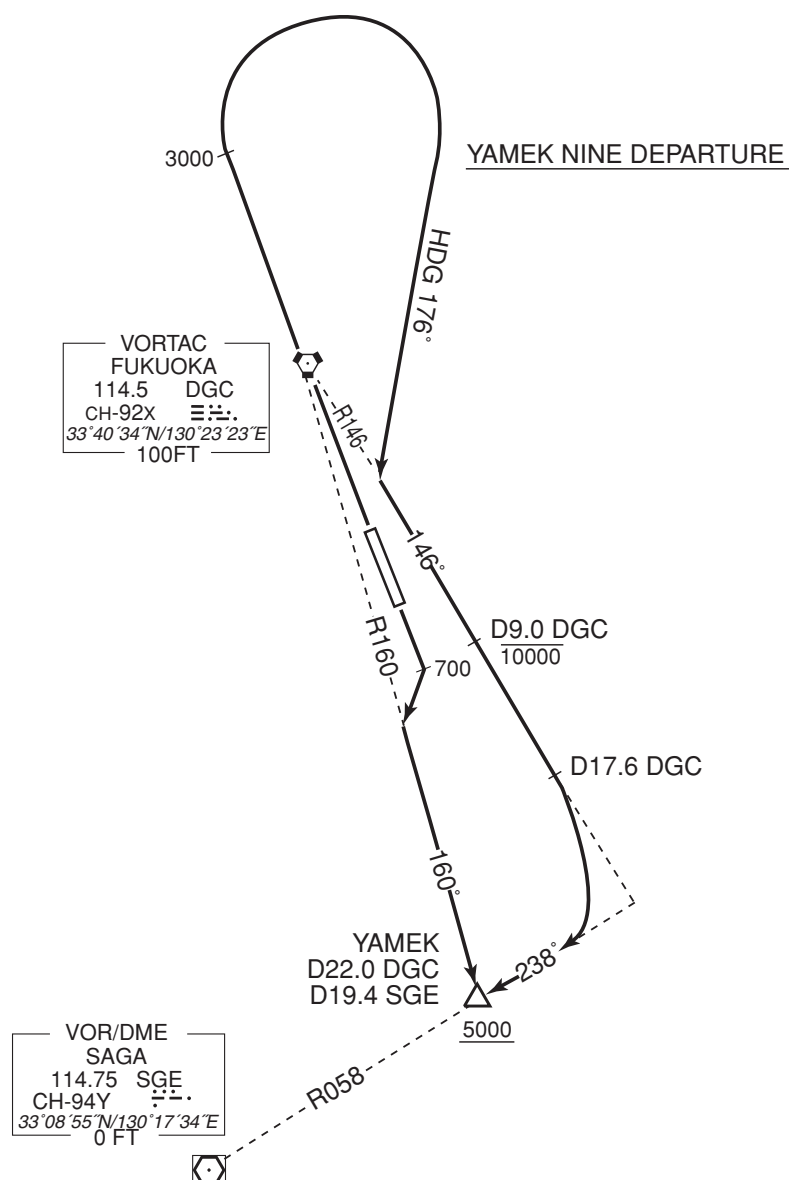 3000
YAMEK NINE DEPARTURE
HDG 176°
VORTAC
FUKUOKA
114.5 DGC
CH-92X
33°40´34˝N/130°23´23˝E
100FT
R146
146°
D9.0 DGC
10000
R160
700
D17.6 DGC
160°
YAMEK
D22.0 DGC
D19.4 SGE
238°
5000
VOR/DME
SAGA
114.75 SGE
CH-94Y
33°08´55˝N/130°17´34˝E
0 FT
R058